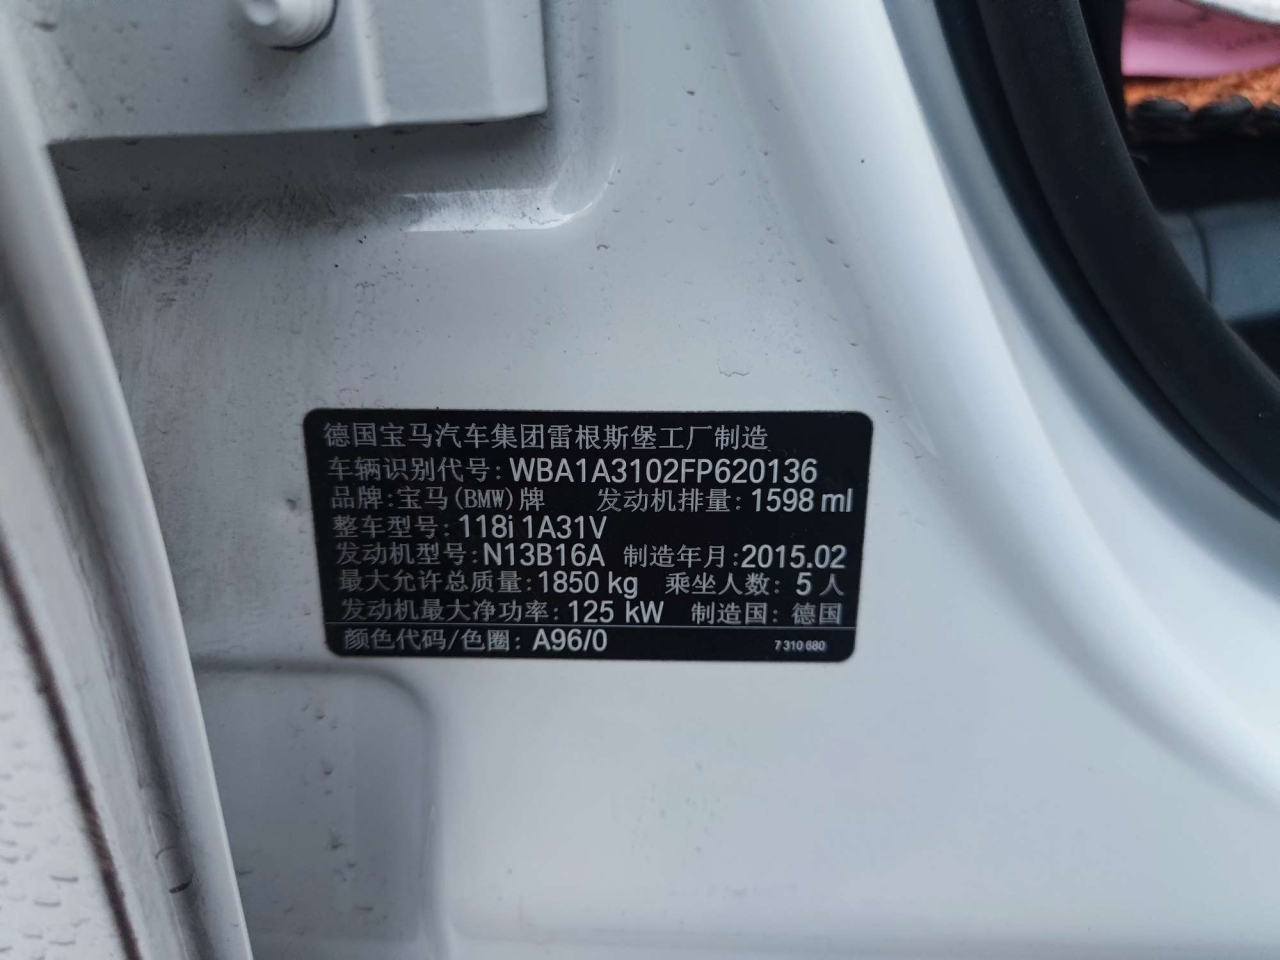 德国宝马汽车集团雷根斯堡工厂制造
车辆识别代号: WBA1A3102FP620136
品牌: 宝马(BMW)牌 发动机排量: 1598 ml
整车型号: 118i 1A31V
发动机型号: N13B16A 制造年月: 2015.02
最大允许总质量: 1850 kg 乘坐人数: 5 人
发动机最大净功率: 125 kW 制造国: 德国
颜色代码/色圈: A96/0 7 310 680